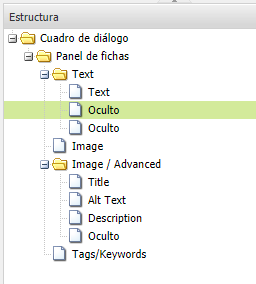 Estructura
Cuadro de diálogo
Panel de fichas
Text
Text
Oculto
Oculto
Image
Image / Advanced
Title
Alt Text
Description
Oculto
Tags/Keywords